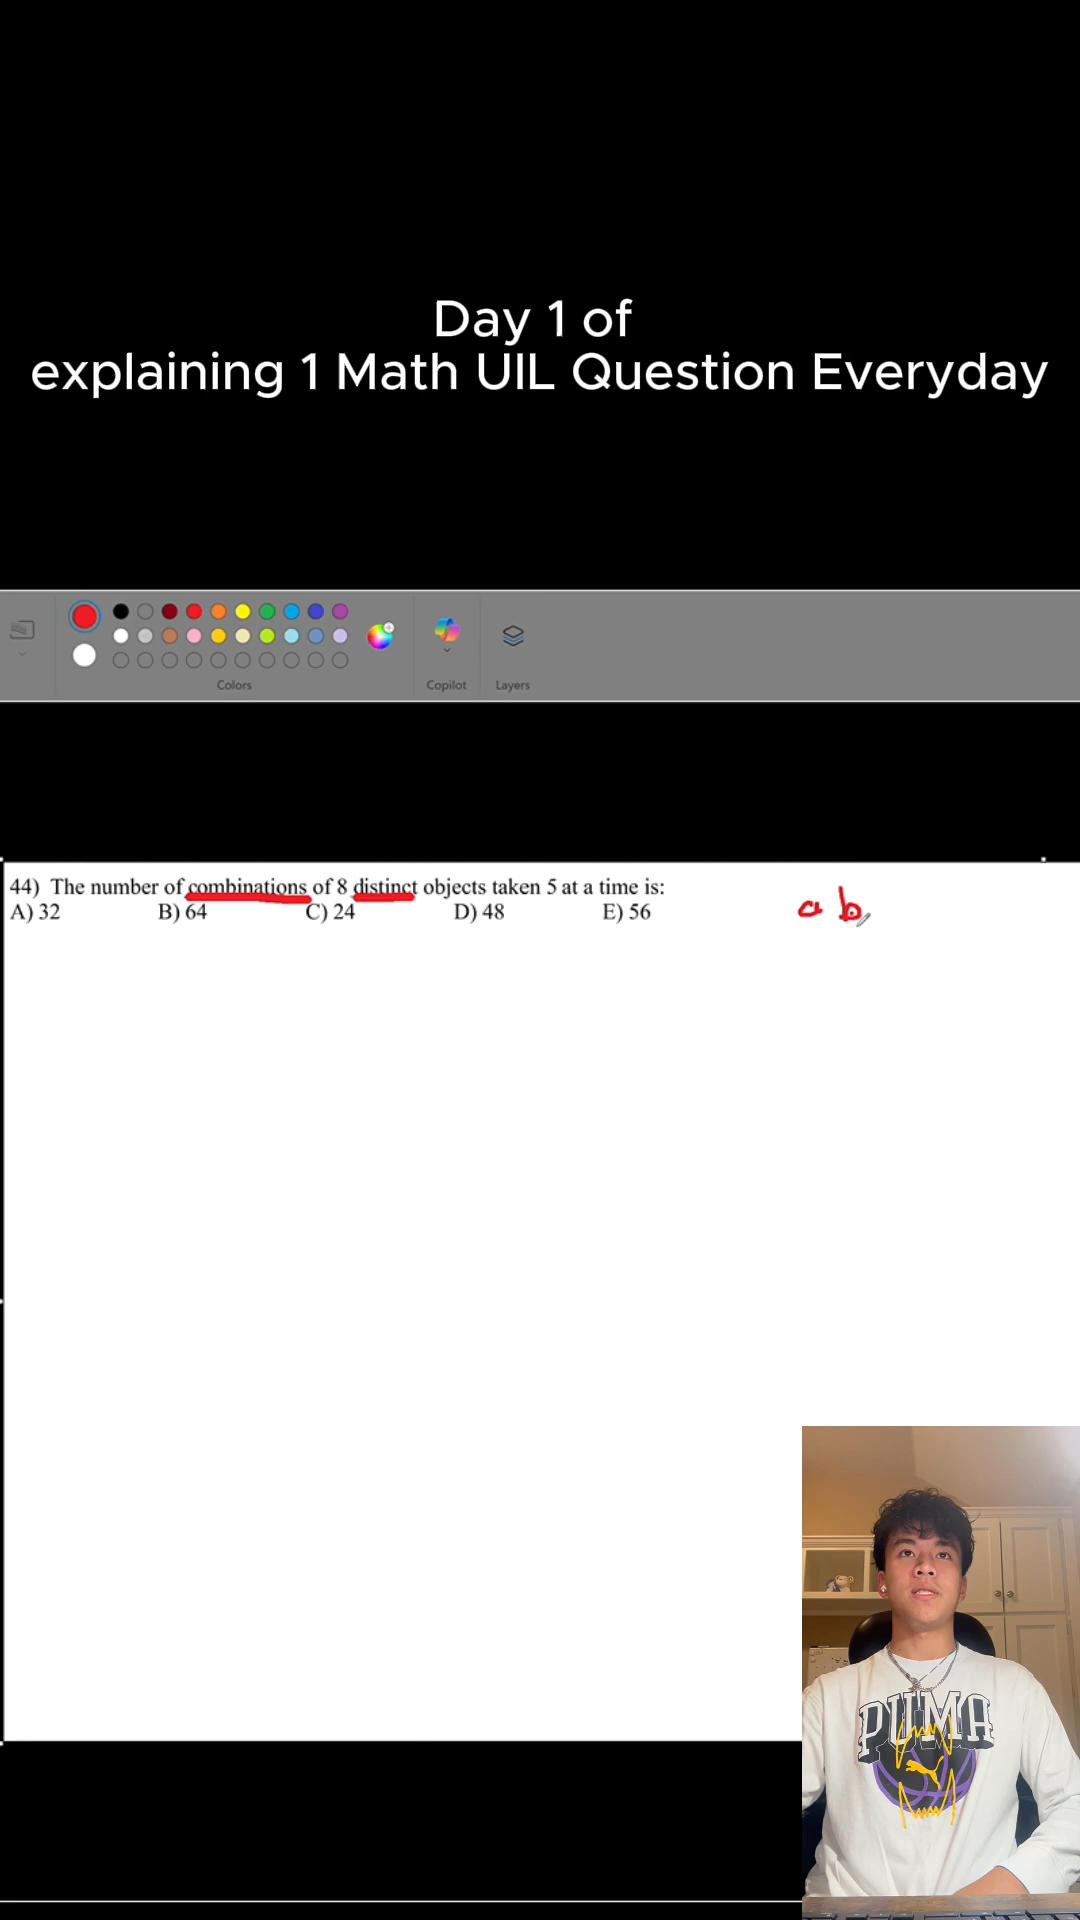 Day 1 of
explaining 1 Math UIL Question Everyday
Colors
Copilot
Layers
44) The number of combinations of 8 distinct objects taken 5 at a time is:
A) 32 B) 64 C) 24 D) 48 E) 56
a b
PUMA